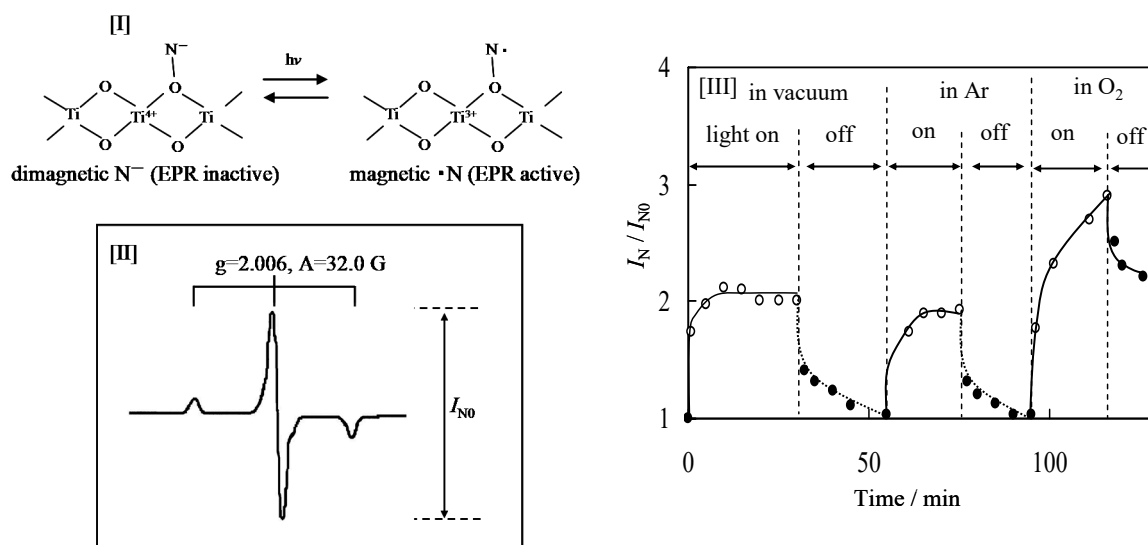 [I]
N⁻
N·
hν
O O
O O
Ti Ti⁴⁺ Ti
Ti Ti³⁺ Ti
O O
O O
dimagnetic N⁻ (EPR inactive)
magnetic ·N (EPR active)
[II]
g=2.006, A=32.0 G
I_N0
[III]
in vacuum
in Ar
in O₂
light on
off
on
off
on
off
4
3
2
1
I_N / I_N0
0
50
100
Time / min